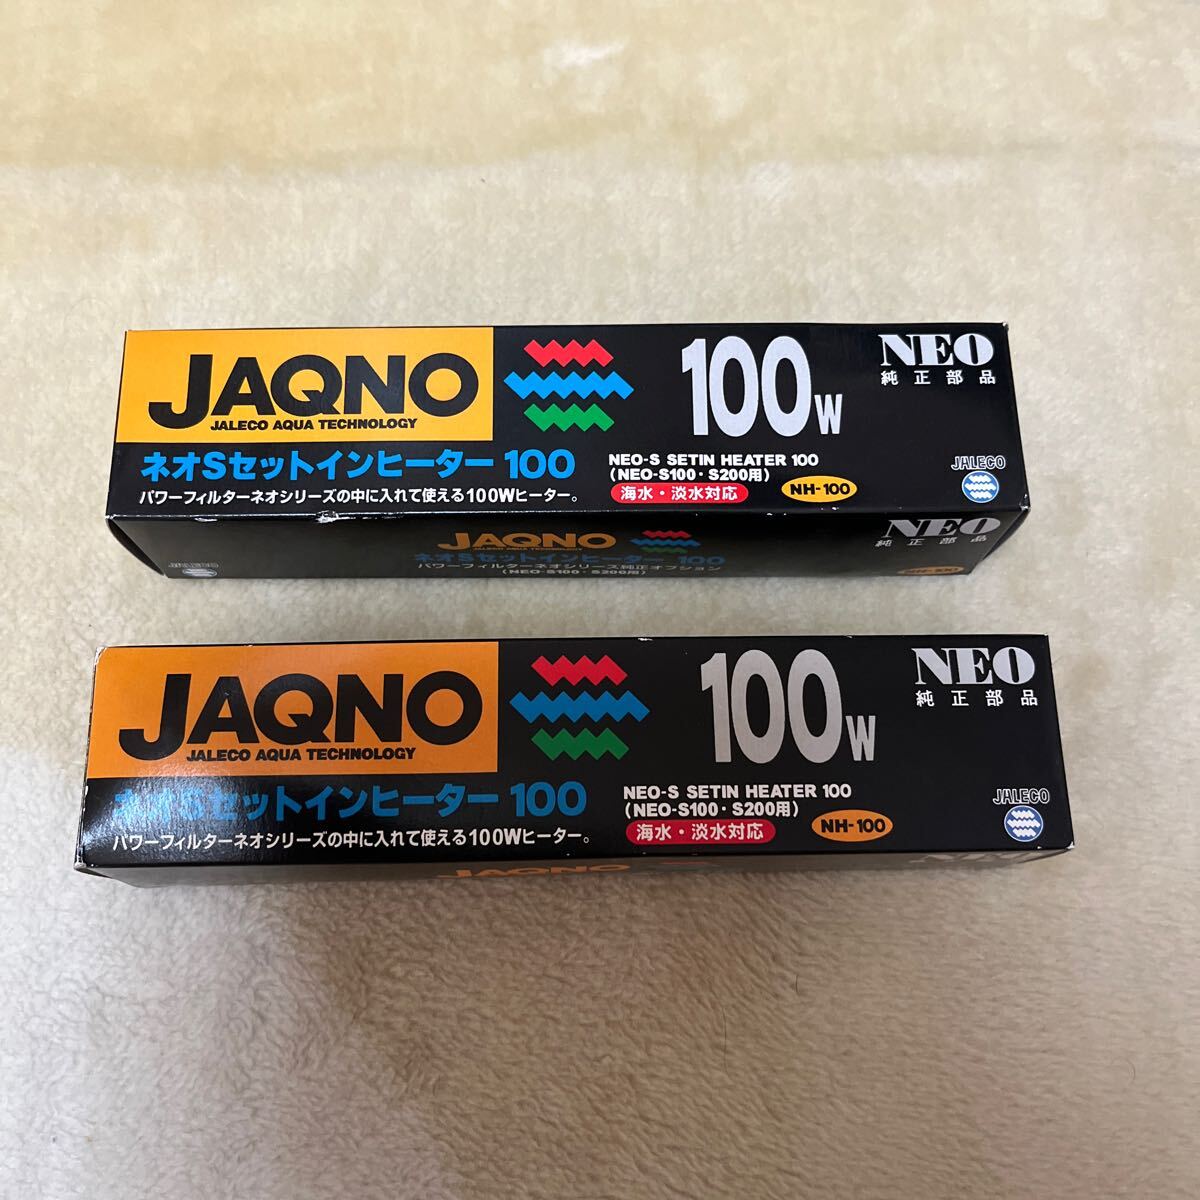 JAQNO
JALECO AQUA TECHNOLOGY
100W
NEO
純正部品
ネオSセットインヒーター 100
パワーフィルターネオシリーズの中に入れて使える100Wヒーター。
NEO-S SETIN HEATER 100
(NEO-S100・S200用)
海水・淡水対応
NH-100
JALECO
JAQNO
JALECO AQUA TECHNOLOGY
ネオSセットインヒーター 100
パワーフィルターネオシリーズ純正オプション
(NEO-S100・S200用)
JALECO
NEO
純正部品
NH-100
JAQNO
JALECO AQUA TECHNOLOGY
100W
NEO
純正部品
ネオSセットインヒーター 100
パワーフィルターネオシリーズの中に入れて使える100Wヒーター。
NEO-S SETIN HEATER 100
(NEO-S100・S200用)
海水・淡水対応
NH-100
JALECO
JAQNO
NEO